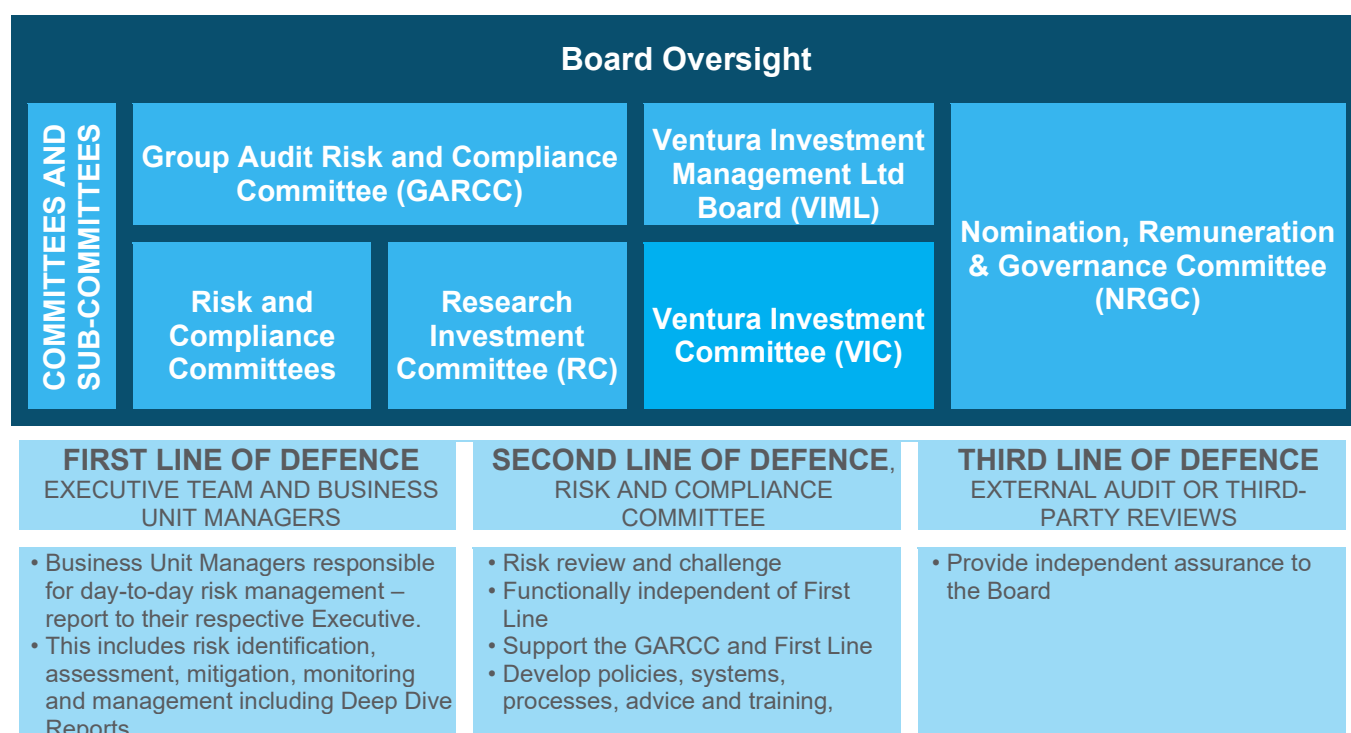 Board Oversight
COMMITTEES AND
SUB-COMMITTEES
Group Audit Risk and Compliance
Committee (GARCC)
Ventura Investment
Management Ltd
Board (VIML)
Nomination, Remuneration
& Governance Committee
(NRGC)
Risk and
Compliance
Committees
Research
Investment
Committee (RC)
Ventura Investment
Committee (VIC)
FIRST LINE OF DEFENCE
EXECUTIVE TEAM AND BUSINESS
UNIT MANAGERS
• Business Unit Managers responsible
for day-to-day risk management –
report to their respective Executive.
• This includes risk identification,
assessment, mitigation, monitoring
and management including Deep Dive
Reports
SECOND LINE OF DEFENCE,
RISK AND COMPLIANCE
COMMITTEE
• Risk review and challenge
• Functionally independent of First
Line
• Support the GARCC and First Line
• Develop policies, systems,
processes, advice and training,
THIRD LINE OF DEFENCE
EXTERNAL AUDIT OR THIRD-
PARTY REVIEWS
• Provide independent assurance to
the Board